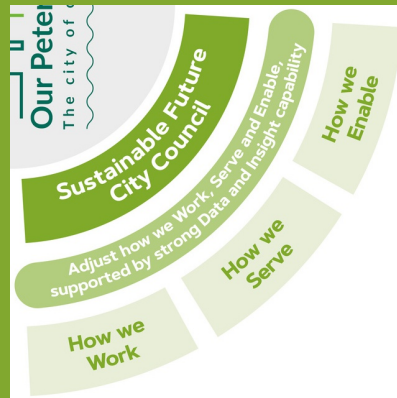 Our Peter
The city of
Sustainable Future
City Council
Adjust how we Work, Serve and Enable,
supported by strong Data and Insight capability
How we
Enable
How we
Serve
How we
Work